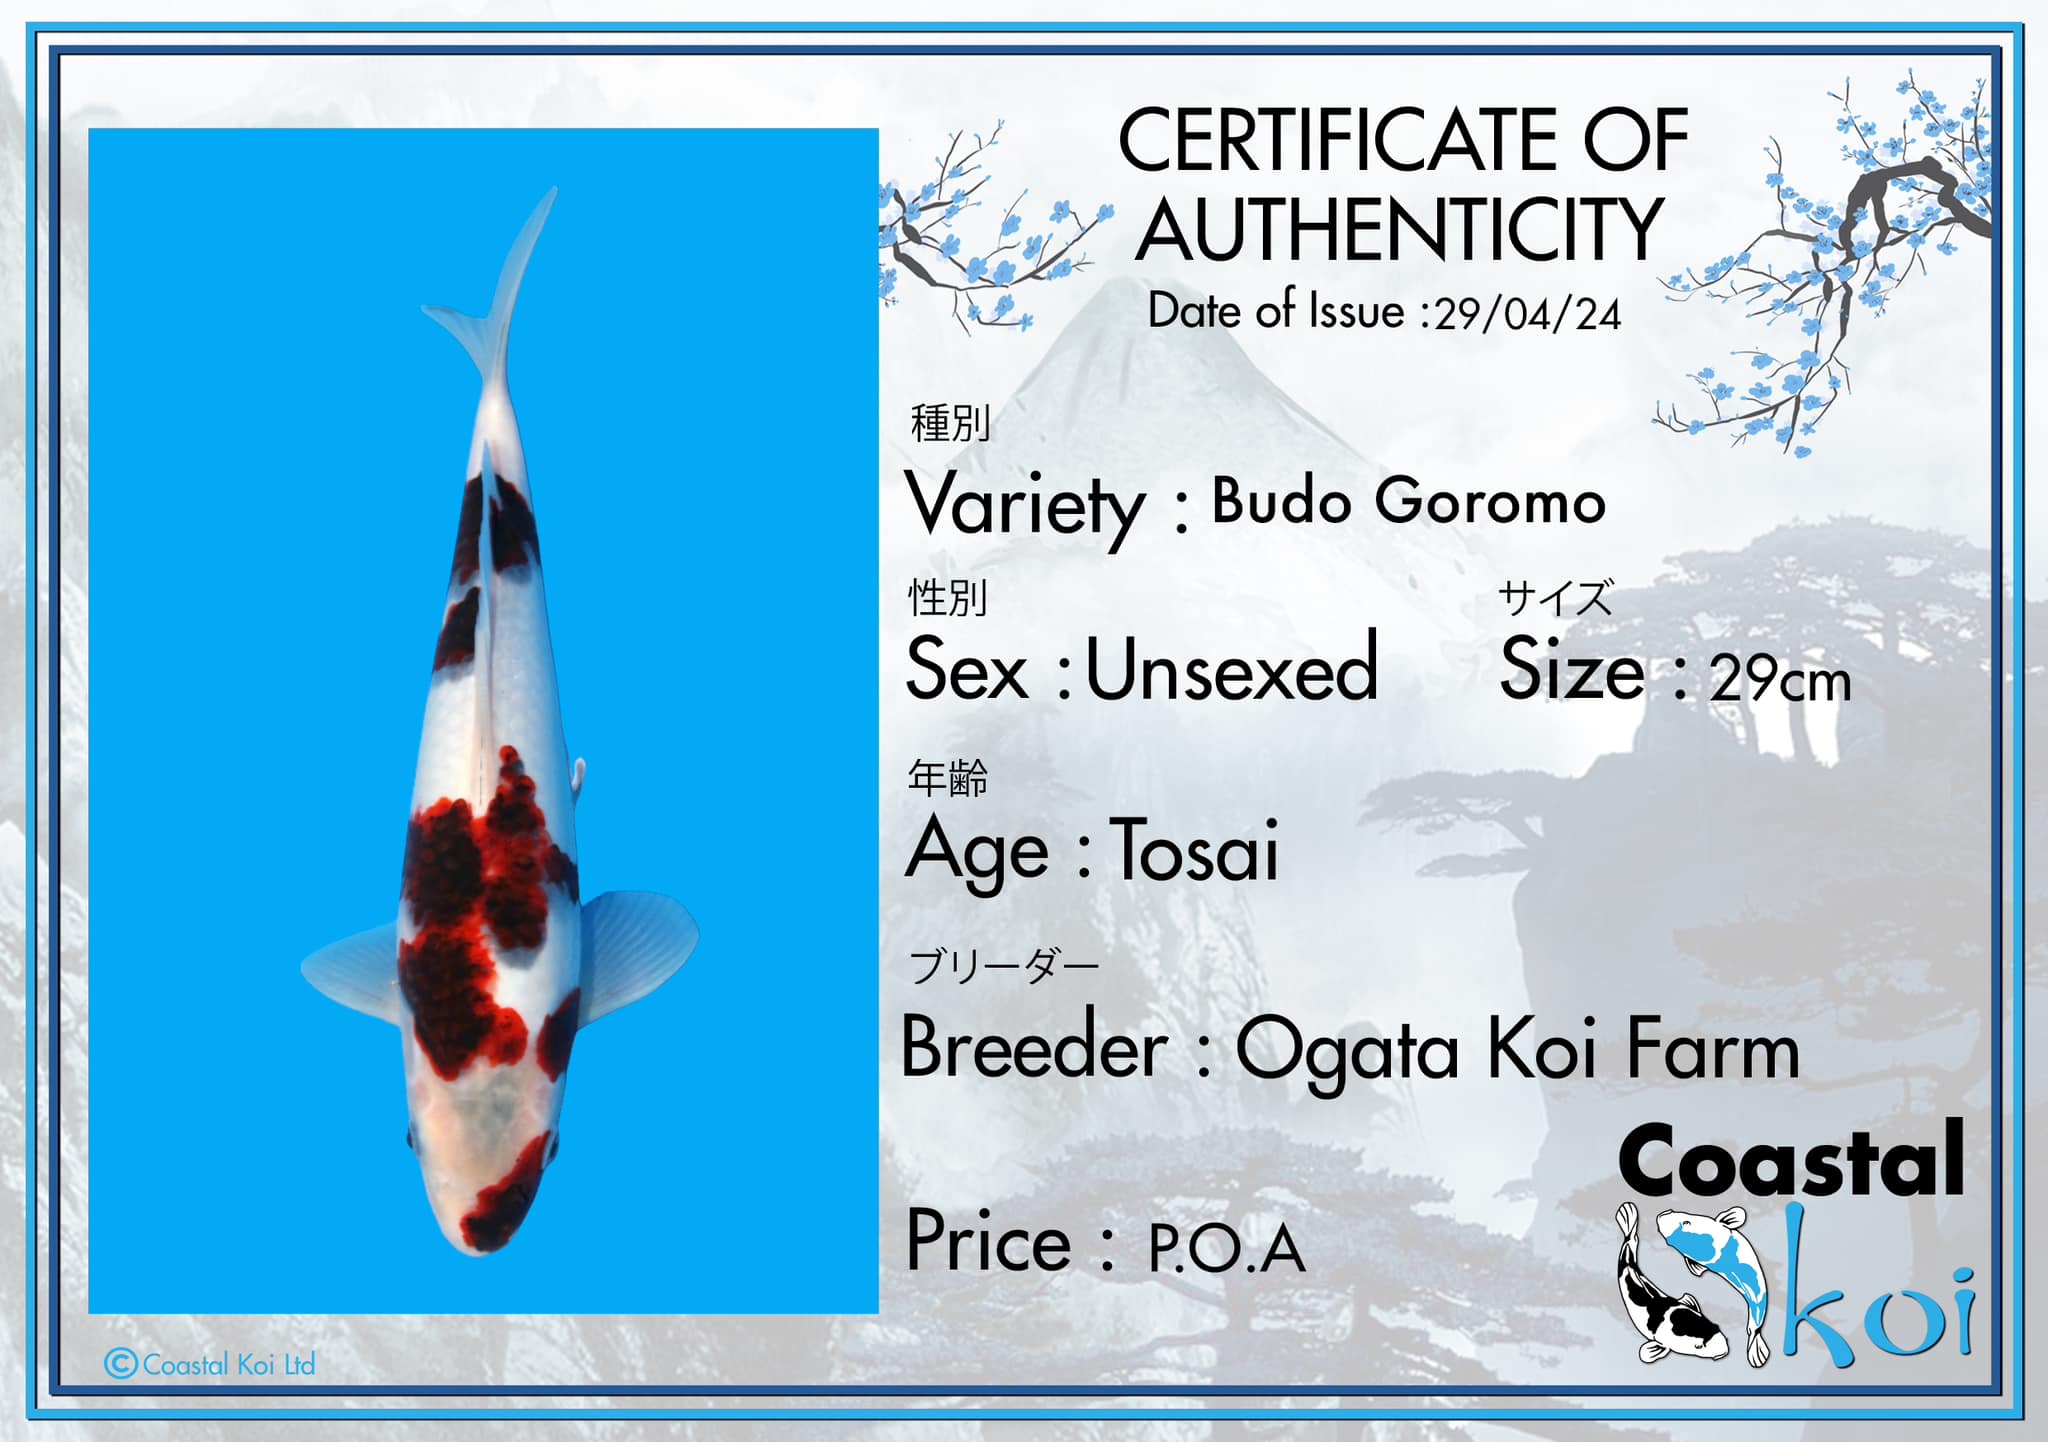 CERTIFICATE OF
AUTHENTICITY
Date of Issue :29/04/24
種別
Variety : Budo Goromo
性別
Sex : Unsexed
サイズ
Size : 29cm
年齢
Age : Tosai
ブリーダー
Breeder : Ogata Koi Farm
Price : P.O.A
Coastal
koi
©Coastal Koi Ltd